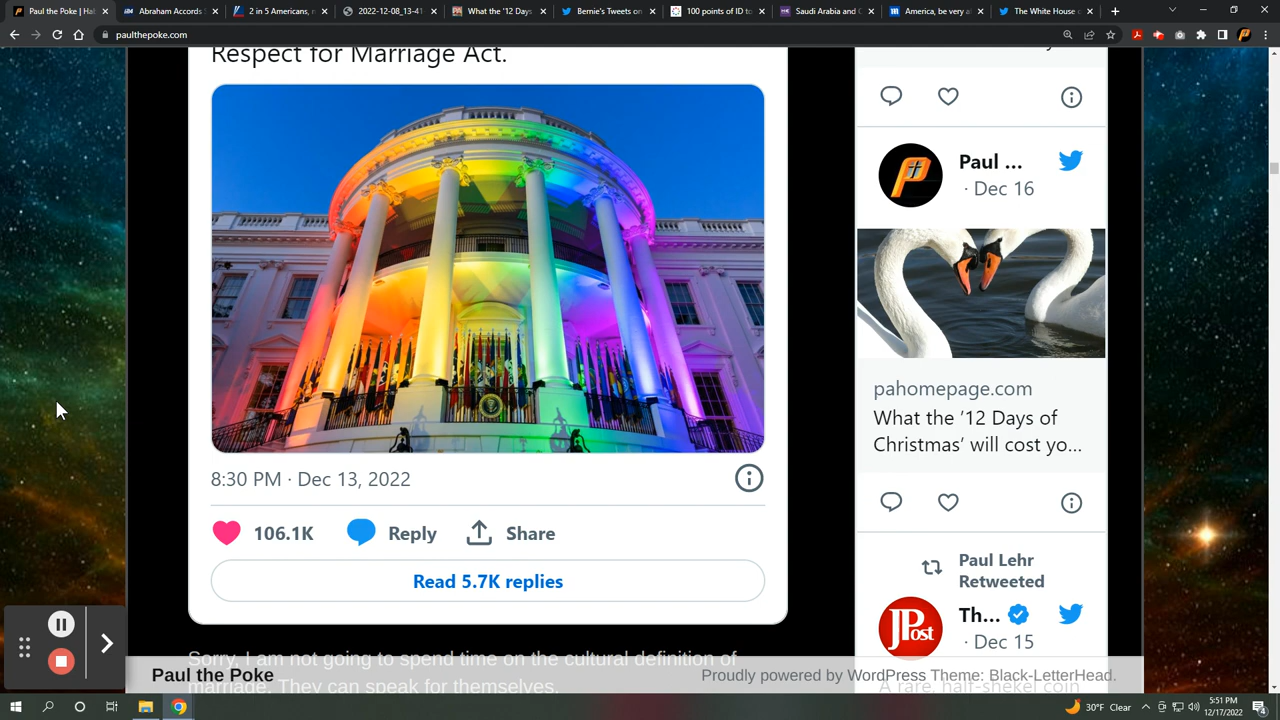 Paul the Poke | Hat
Abraham Accords S
2 in 5 Americans, r
2022-12-08_13-41
What the '12 Days
Bernie's Tweets on
100 points of ID to
Saudi Arabia and C
America, be very af
The White House o
paulthepoke.com
Respect for Marriage Act.
8:30 PM · Dec 13, 2022
106.1K Reply Share
Read 5.7K replies
Sorry, I am not going to spend time on the cultural definition of
marriage. They can speak for themselves.
Paul ...
· Dec 16
pahomepage.com
What the '12 Days of
Christmas' will cost yo...
Paul Lehr
Retweeted
JPost
Th...
· Dec 15
A rare, half-shekel coin
Paul the Poke
Proudly powered by WordPress Theme: Black-LetterHead.
30°F Clear
5:51 PM
12/17/2022
4